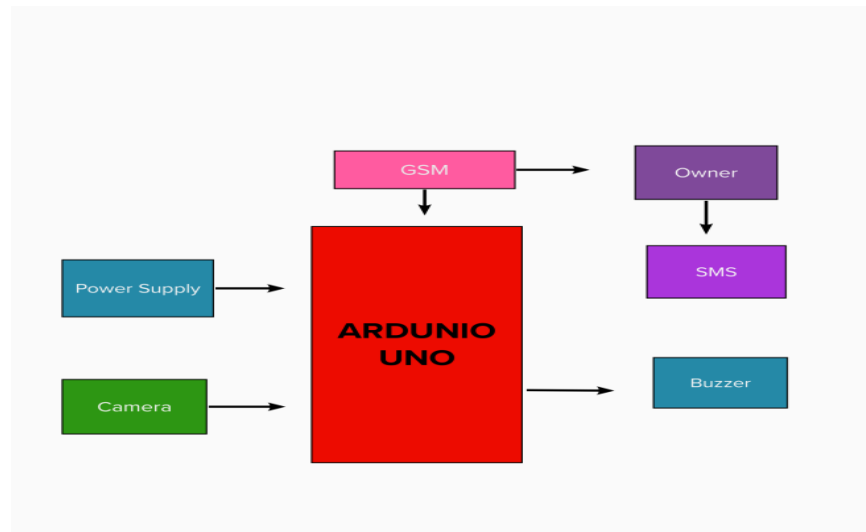 GSM
Owner
Power Supply
ARDUNIO
UNO
SMS
Camera
Buzzer